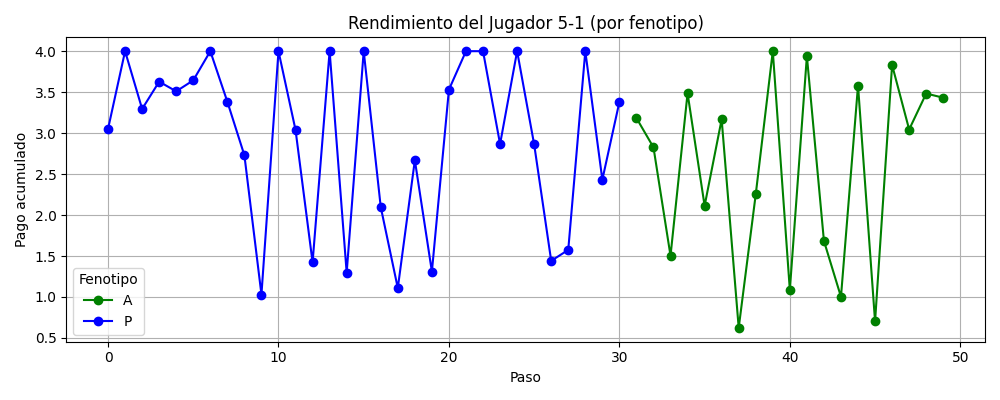 Rendimiento del Jugador 5-1 (por fenotipo)
Pago acumulado
4.0
3.5
3.0
2.5
2.0
1.5
1.0
0.5
Fenotipo
A
P
0 10 20 30 40 50
Paso